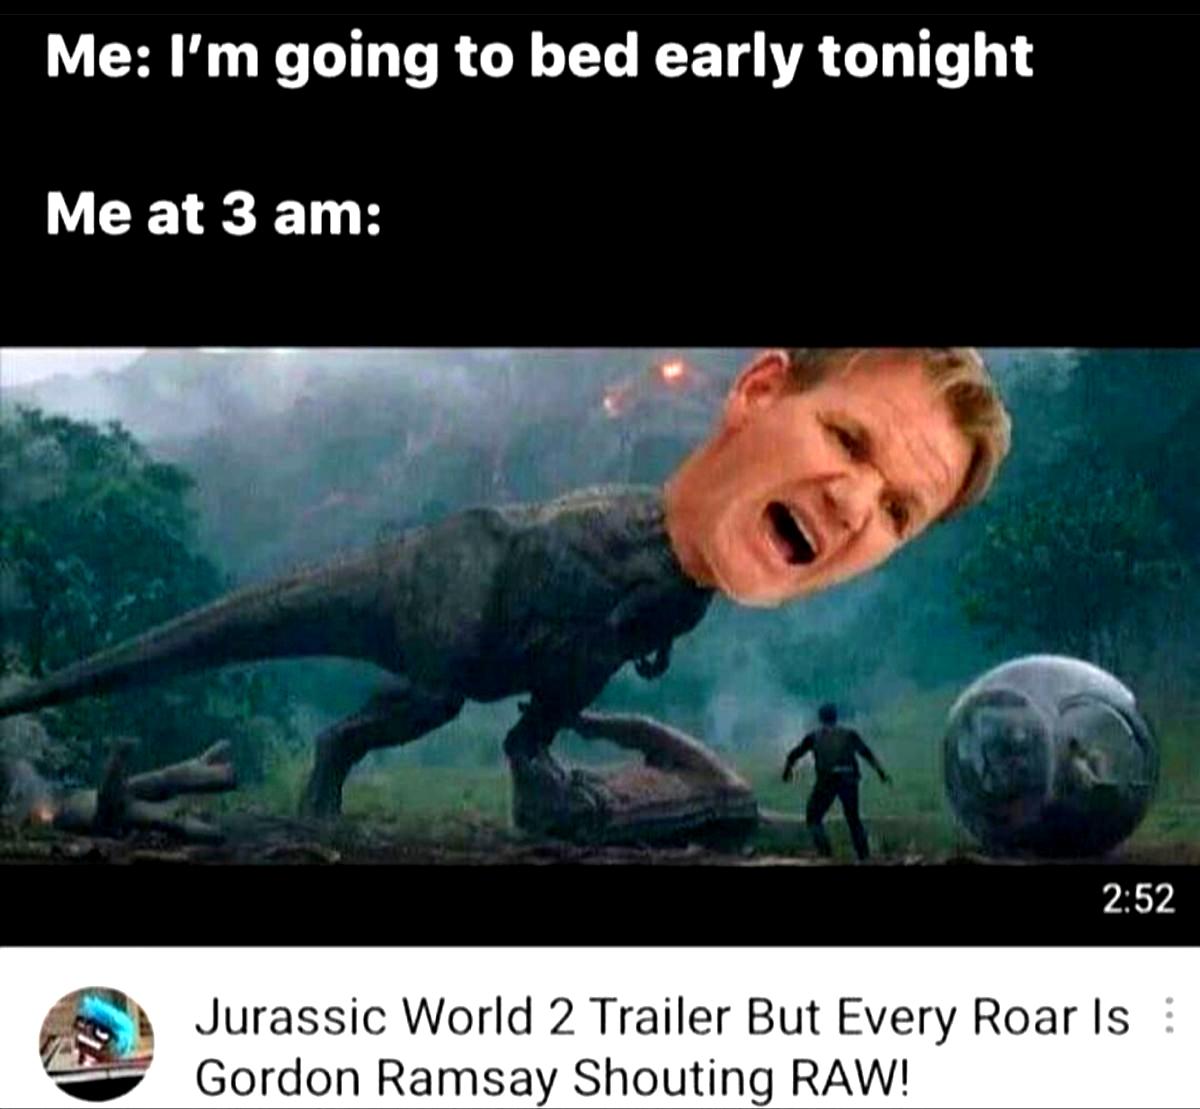 Me: I’m going to bed early tonight
Me at 3 am:
2:52
Jurassic World 2 Trailer But Every Roar Is
Gordon Ramsay Shouting RAW!